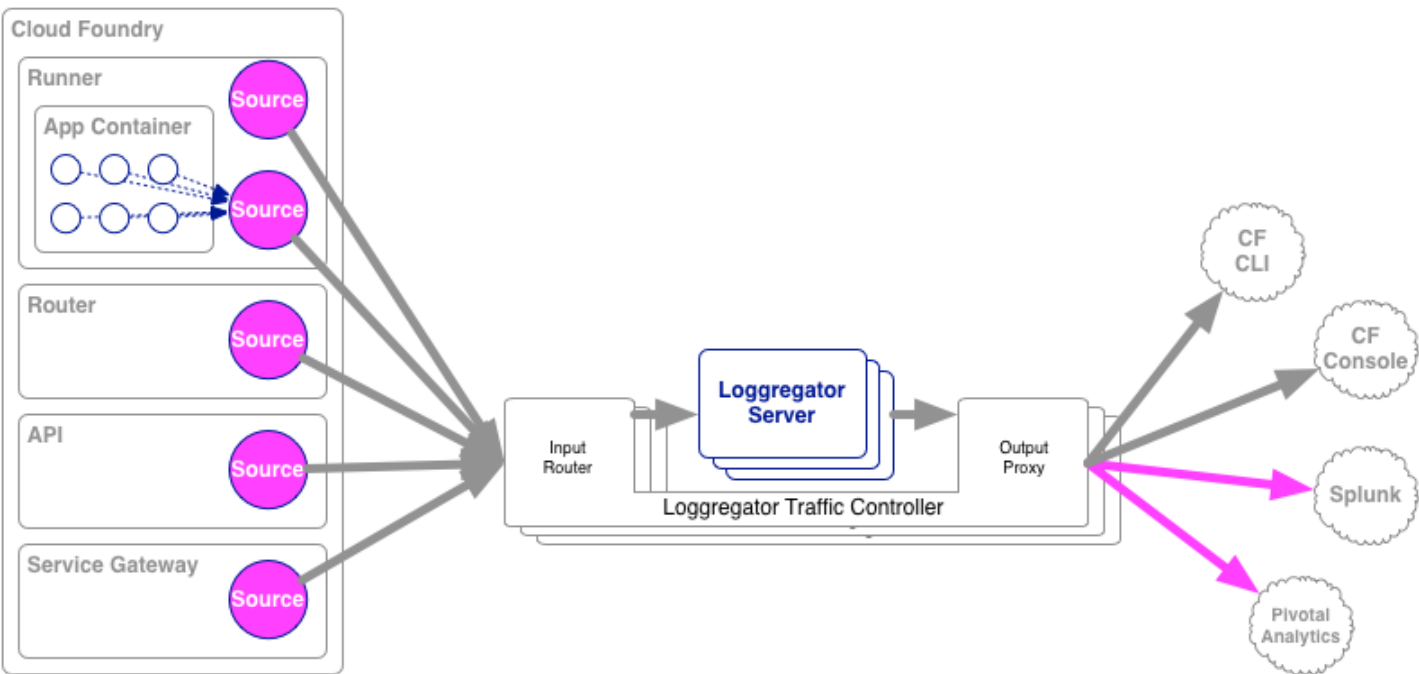 Cloud Foundry
Runner
Source
App Container
Source
Router
Source
API
Source
Service Gateway
Source
Input
Router
Loggregator
Server
Output
Proxy
Loggregator Traffic Controller
CF
CLI
CF
Console
Splunk
Pivotal
Analytics